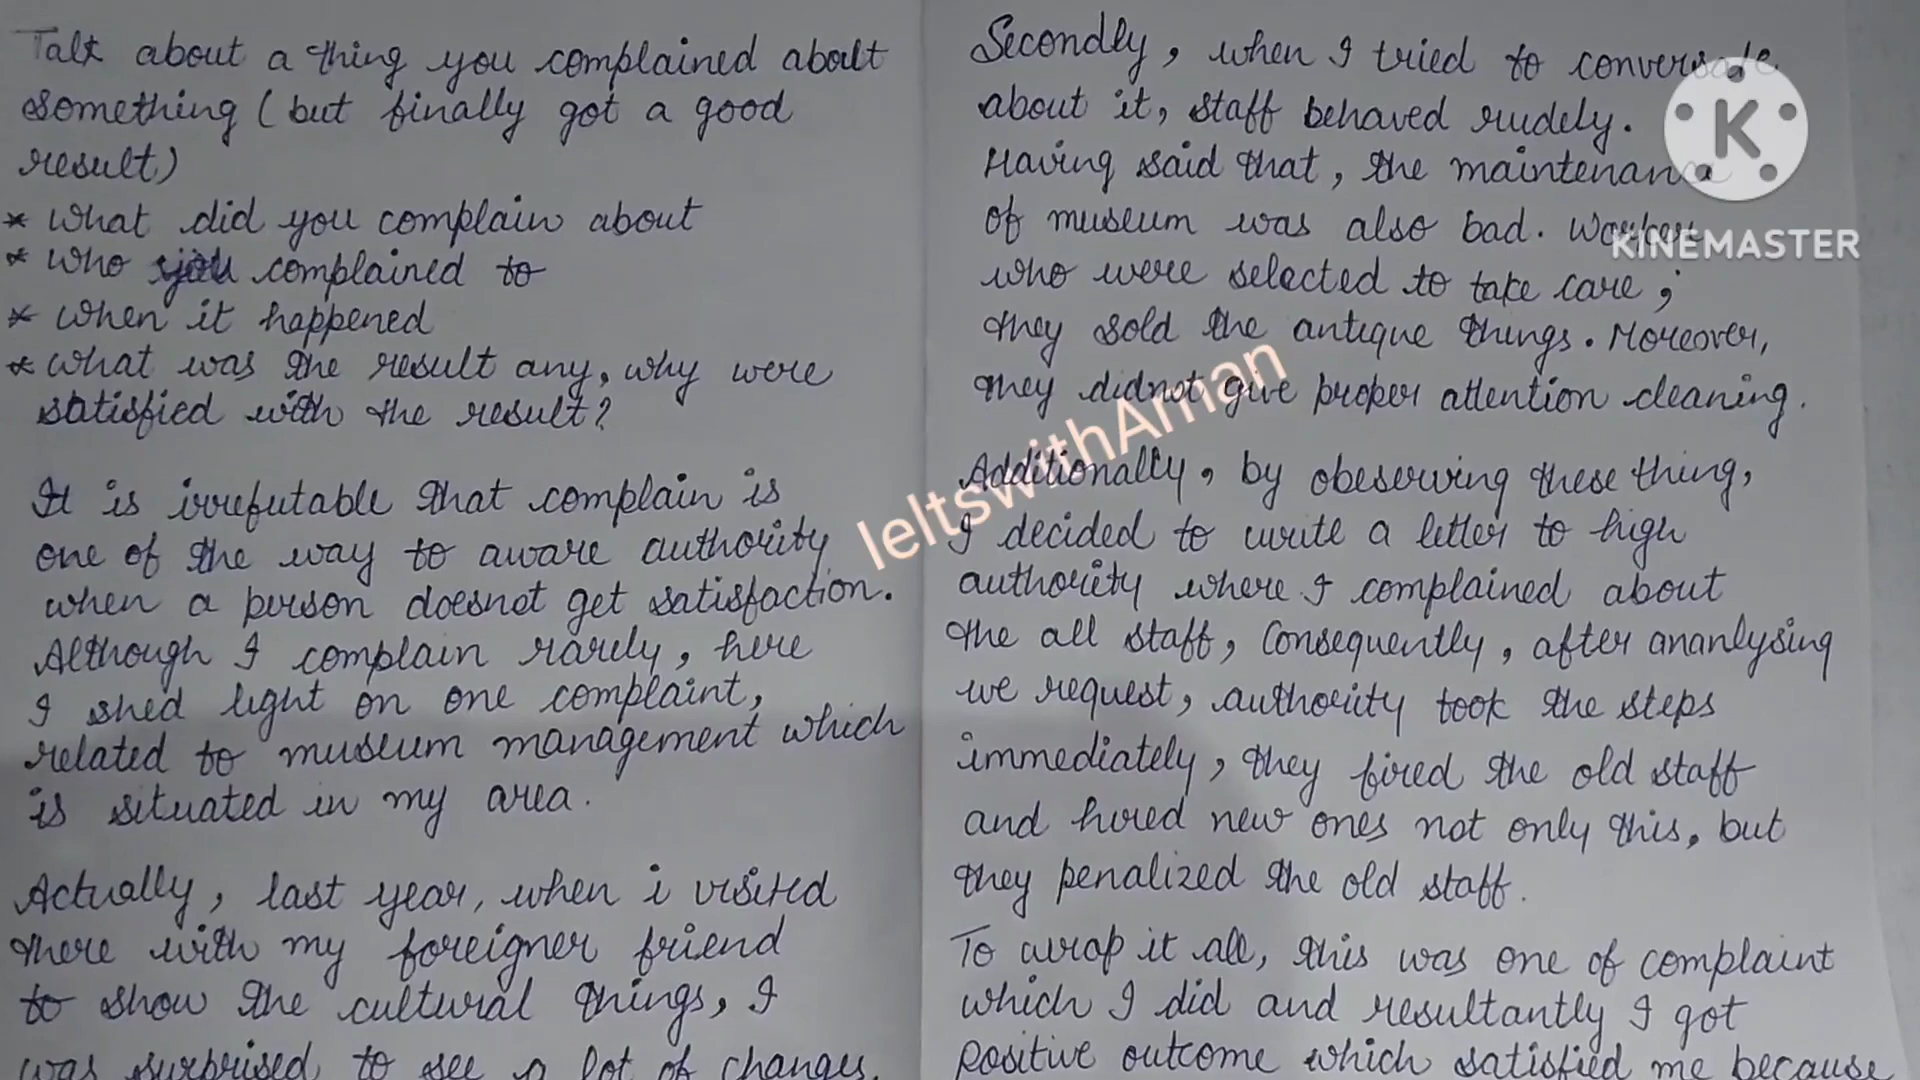 Talk about a thing you complained about
something (but finally got a good
result)
* what did you complain about
* who you complained to
* when it happened
* what was the result any, why were
satisfied with the result?
It is irrefutable that complain is
one of the way to aware authority
when a person doesnot get satisfaction.
Although I complain rarely, here
I shed light on one complaint,
related to museum management which
is situated in my area.
Actually, last year, when i visited
there with my foreigner friend
to show the cultural things, I
was surprised to see a lot of changes.
Secondly, when I tried to
about it, staff behaved rudely.
Having said that, the
of museum was also bad.
who were selected to take care;
they sold the antique things. Moreover,
they didnot give proper attention cleaning.
Additionally, by obeserving these thing,
I decided to write a letter to high
authority where I complained about
the all staff, Consequently, after ananlysing
we request, authority took the steps
immediately, they fired the old staff
and hired new ones not only this, but
they penalized the old staff.
To wrap it all, this was one of complaint
which I did and resultantly I got
positive outcome which satisfied me because
IeltswithAman
K
KINEMASTER